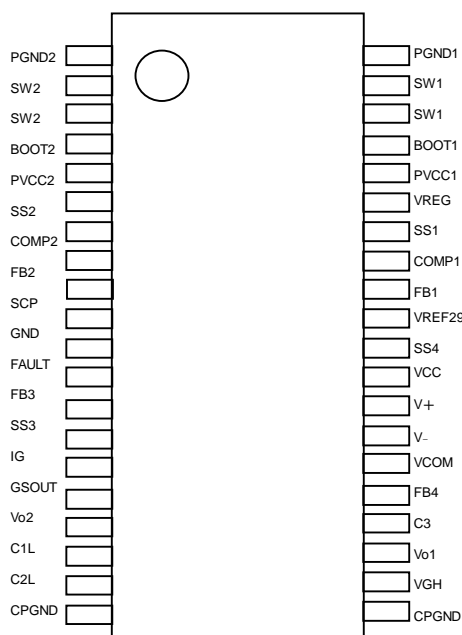 PGND2
SW2
SW2
BOOT2
PVCC2
SS2
COMP2
FB2
SCP
GND
FAULT
FB3
SS3
IG
GSOUT
Vo2
C1L
C2L
CPGND
PGND1
SW1
SW1
BOOT1
PVCC1
VREG
SS1
COMP1
FB1
VREF29
SS4
VCC
V+
V-
VCOM
FB4
C3
Vo1
VGH
CPGND